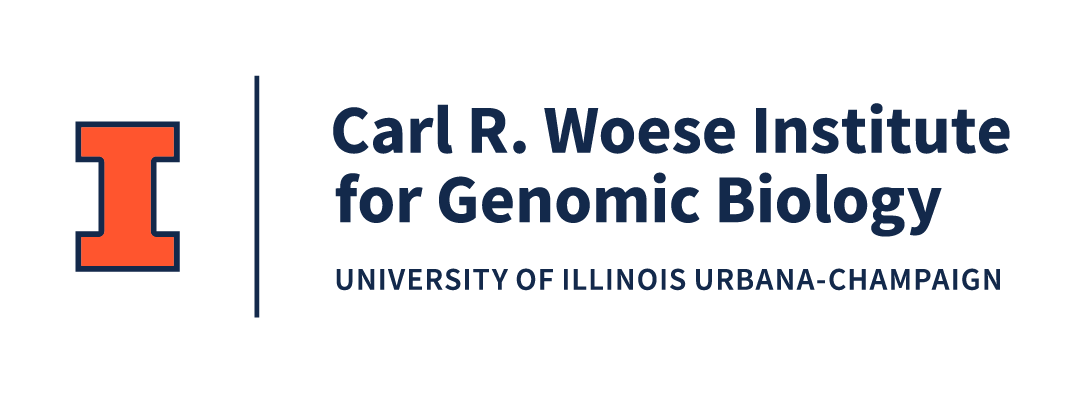 I
Carl R. Woese Institute
for Genomic Biology
UNIVERSITY OF ILLINOIS URBANA-CHAMPAIGN